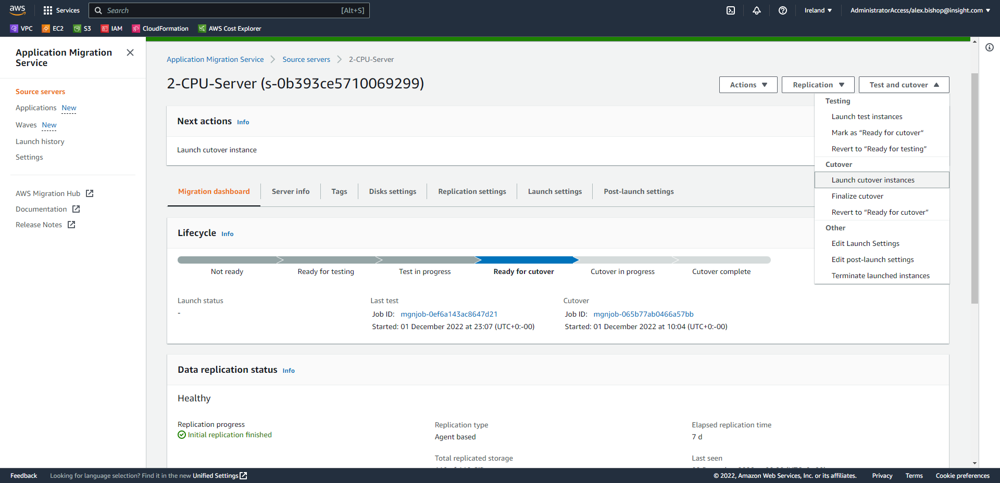 aws
Services
Search
[Alt+S]
Ireland ▼
AdministratorAccess/alex.bishop@insight.com ▼
VPC
EC2
S3
IAM
CloudFormation
AWS Cost Explorer
Application Migration
Service
Source servers
Applications New
Waves New
Launch history
Settings
AWS Migration Hub
Documentation
Release Notes
Application Migration Service
Source servers
2-CPU-Server
2-CPU-Server (s-0b393ce5710069299)
Actions ▼
Replication ▼
Test and cutover ▲
Testing
Launch test instances
Mark as “Ready for cutover“
Revert to “Ready for testing”
Cutover
Launch cutover instances
Finalize cutover
Revert to “Ready for cutover”
Other
Edit Launch Settings
Edit post-launch settings
Terminate launched instances
Next actions Info
Launch cutover instance
Migration dashboard
Server info
Tags
Disks settings
Replication settings
Launch settings
Post-launch settings
Lifecycle Info
Not ready
Ready for testing
Test in progress
Ready for cutover
Cutover in progress
Cutover complete
Launch status
-
Last test
Job ID: mgnjob-0ef6a143ac8647d21
Started: 01 December 2022 at 23:07 (UTC+0:-00)
Cutover
Job ID: mgnjob-065b77ab0466a57bb
Started: 01 December 2022 at 10:04 (UTC+0:-00)
Data replication status Info
Healthy
Replication progress
Initial replication finished
Replication type
Agent based
Elapsed replication time
7 d
Total replicated storage
Last seen
Feedback
Looking for language selection? Find it in the new Unified Settings
© 2022, Amazon Web Services, Inc. or its affiliates.
Privacy
Terms
Cookie preferences